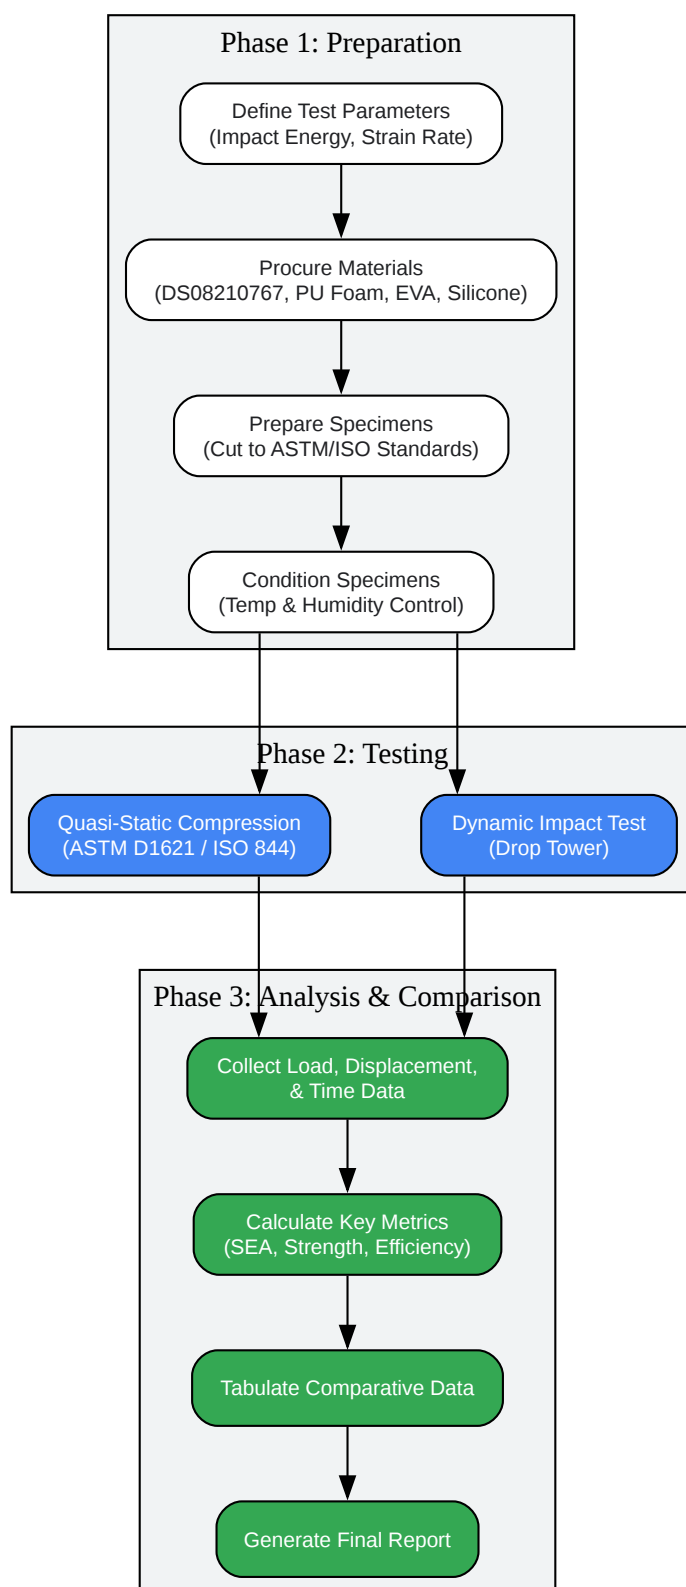 Phase 1: Preparation
Define Test Parameters
(Impact Energy, Strain Rate)
Procure Materials
(DS08210767, PU Foam, EVA, Silicone)
Prepare Specimens
(Cut to ASTM/ISO Standards)
Condition Specimens
(Temp & Humidity Control)
Phase 2: Testing
Quasi-Static Compression
(ASTM D1621 / ISO 844)
Dynamic Impact Test
(Drop Tower)
Phase 3: Analysis & Comparison
Collect Load, Displacement,
& Time Data
Calculate Key Metrics
(SEA, Strength, Efficiency)
Tabulate Comparative Data
Generate Final Report